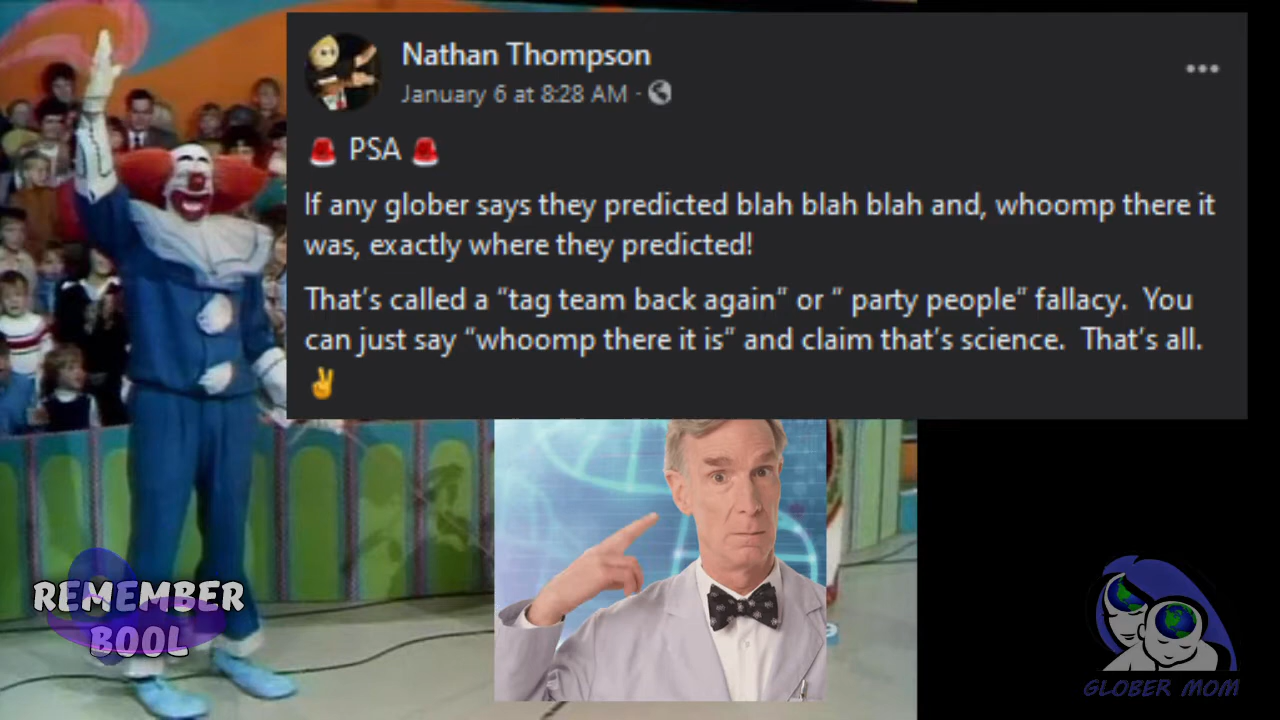 Nathan Thompson
January 6 at 8:28 AM ·
🚨 PSA 🚨
If any glober says they predicted blah blah blah and, whoomp there it
was, exactly where they predicted!
That's called a “tag team back again” or “ party people” fallacy.  You
can just say “whoomp there it is” and claim that's science.  That's all.
✌
REMEMBER
BOOL
GLOBER MOM